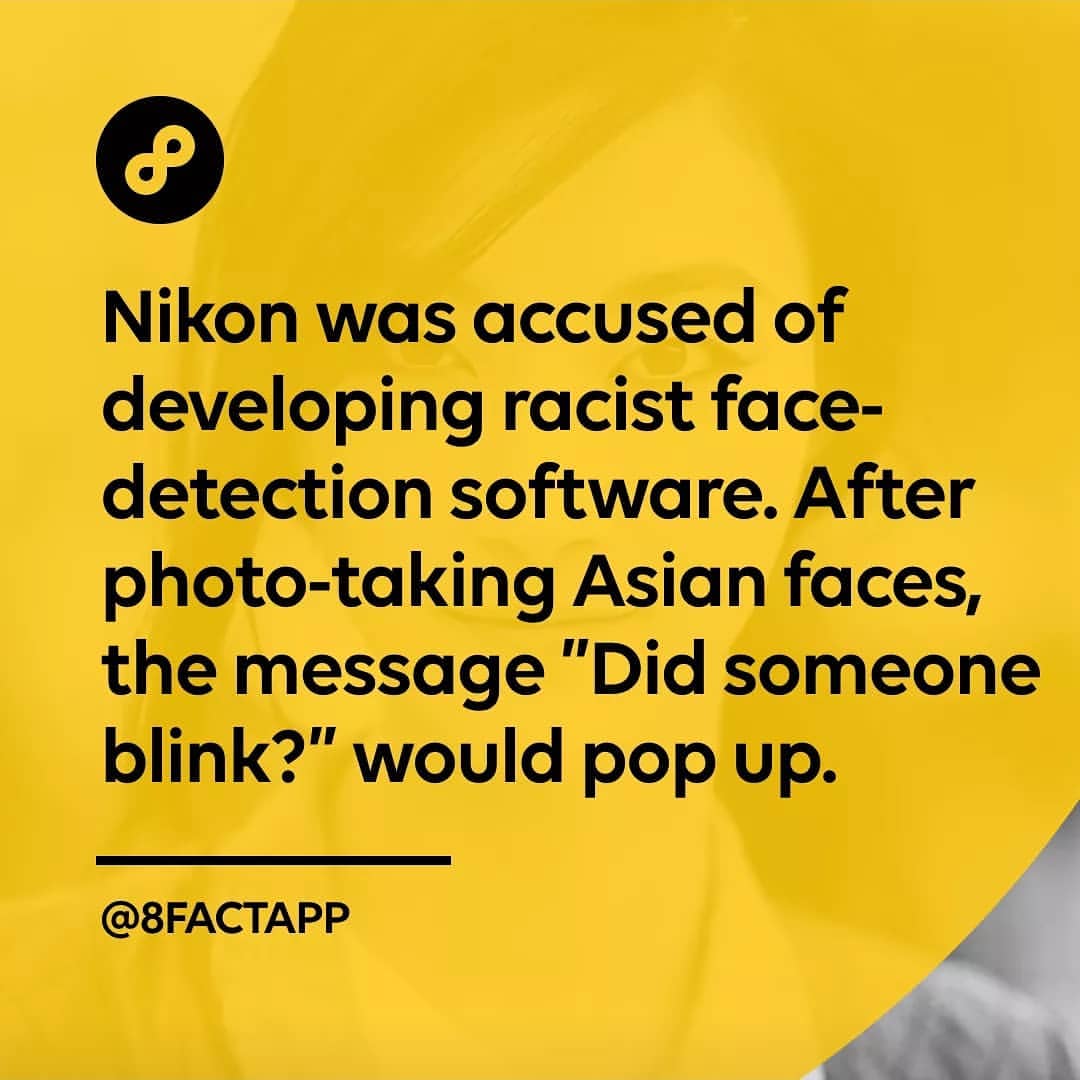 Nikon was accused of
developing racist face-
detection software. After
photo-taking Asian faces,
the message "Did someone
blink?" would pop up.
@8FACTAPP